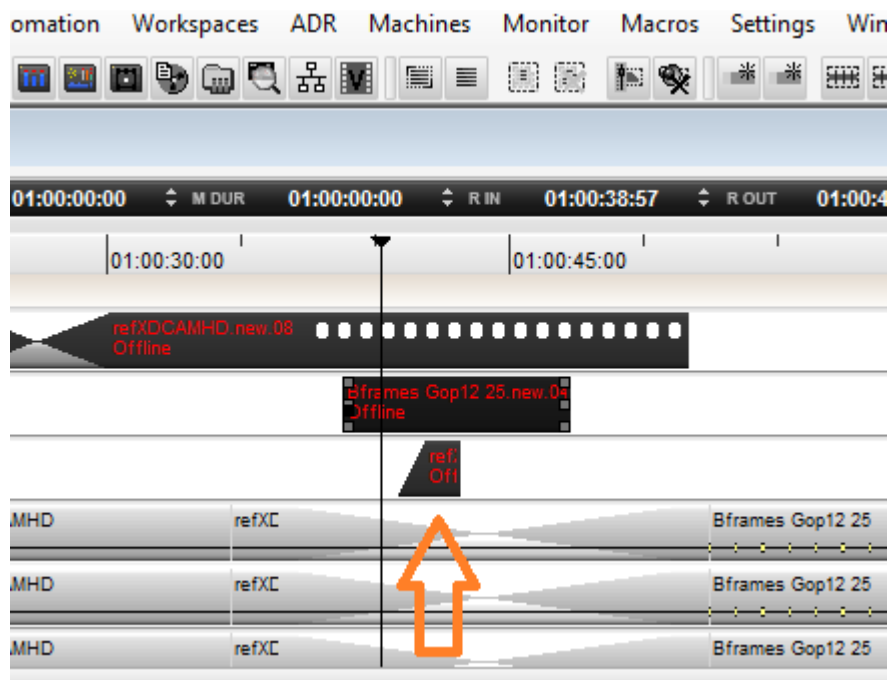 omation Workspaces ADR Machines Monitor Macros Settings Win
V
01:00:00:00 M DUR 01:00:00:00 R IN 01:00:38:57 R OUT 01:00:4
01:00:30:00 01:00:45:00
refXDCAMHD.new.08
Offline
Bframes Gop12 25.new.04
Offline
ref
Off
MHD refXD Bframes Gop12 25
MHD refXD Bframes Gop12 25
MHD refXD Bframes Gop12 25